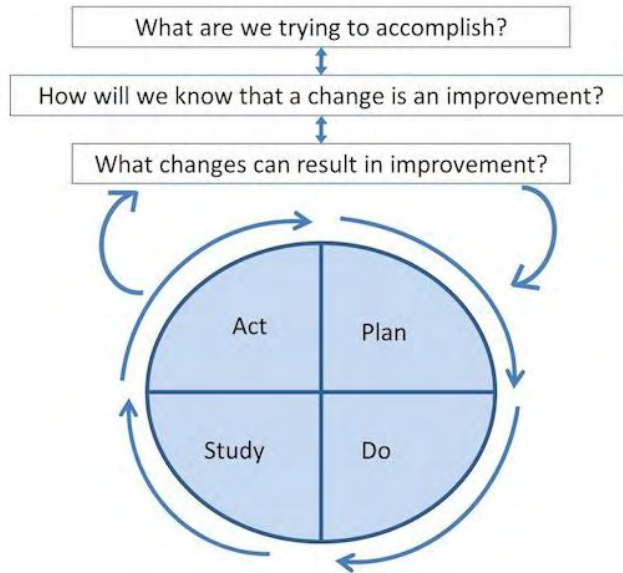 What are we trying to accomplish?
How will we know that a change is an improvement?
What changes can result in improvement?
Act
Plan
Study
Do